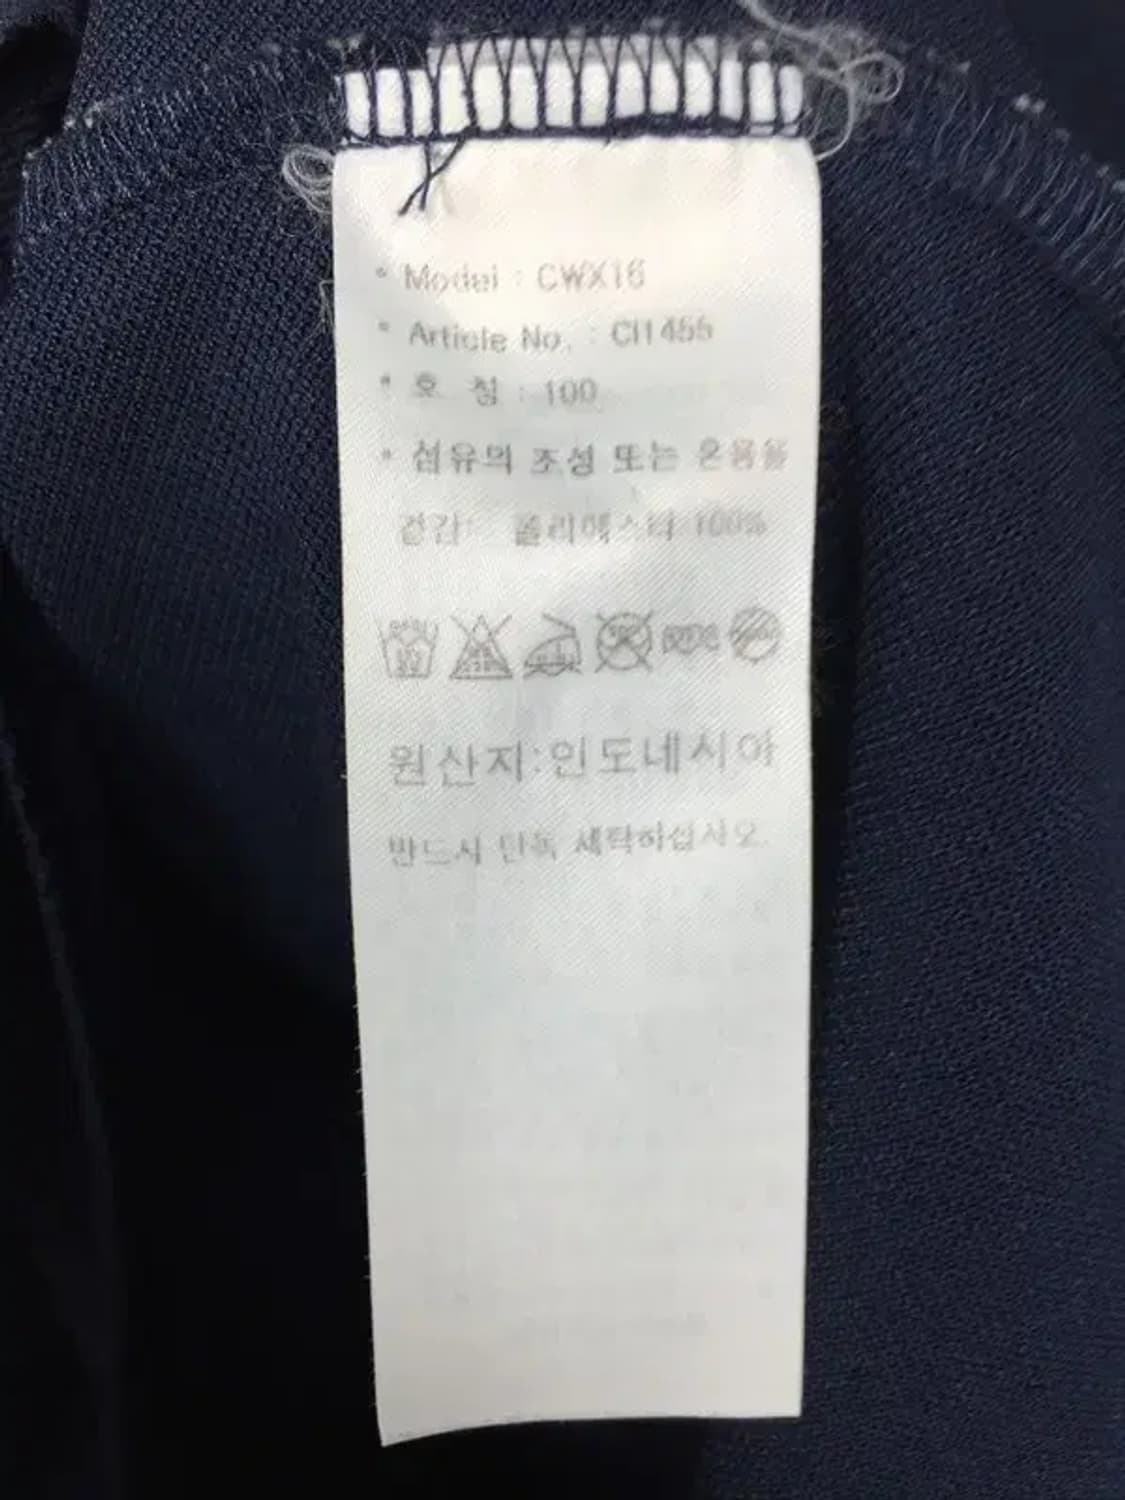 * Model : CWX16
* Article No. : CI1455
* 호 칭 : 100
* 섬유의 조성 또는 혼용율
겉감: 폴리에스터 100%
원산지:인도네시아
반드시 단독 세탁하십시오.